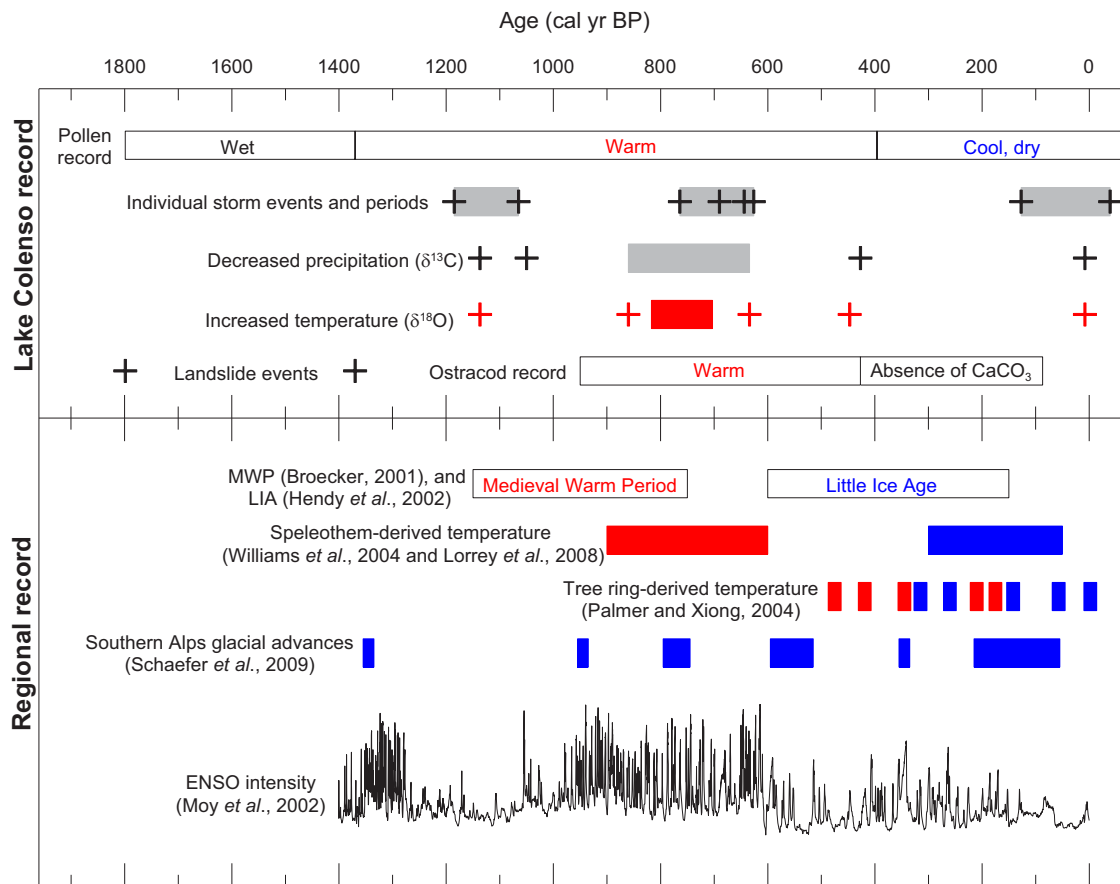 Age (cal yr BP)
1800 1600 1400 1200 1000 800 600 400 200 0
Lake Colenso record
Pollen
record
Wet
Warm
Cool, dry
Individual storm events and periods
Decreased precipitation (δ¹³C)
Increased temperature (δ¹⁸O)
Landslide events
Ostracod record
Warm
Absence of CaCO₃
Regional record
MWP (Broecker, 2001), and
LIA (Hendy et al., 2002)
Medieval Warm Period
Little Ice Age
Speleothem-derived temperature
(Williams et al., 2004 and Lorrey et al., 2008)
Tree ring-derived temperature
(Palmer and Xiong, 2004)
Southern Alps glacial advances
(Schaefer et al., 2009)
ENSO intensity
(Moy et al., 2002)